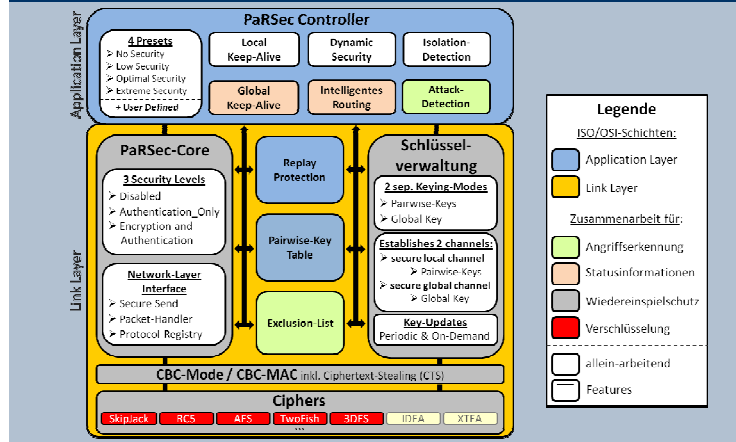 PaRSec Controller
Application Layer
4 Presets
➢ No Security
➢ Low Security
➢ Optimal Security
➢ Extreme Security
+ User Defined
Local
Keep-Alive
Dynamic
Security
Isolation-
Detection
Global
Keep-Alive
Intelligentes
Routing
Attack-
Detection
Link Layer
PaRSec-Core
3 Security Levels
➢ Disabled
➢ Authentication_Only
➢ Encryption and
Authentication
Network-Layer
Interface
➢ Secure Send
➢ Packet-Handler
➢ Protocol Registry
Replay
Protection
Pairwise-Key
Table
Exclusion-List
Schlüssel-
verwaltung
2 sep. Keying-Modes
➢ Pairwise-Keys
➢ Global Key
Establishes 2 channels:
➢ secure local channel
➢ Pairwise-Keys
➢ secure global channel
➢ Global Key
Key-Updates
Periodic & On-Demand
CBC-Mode / CBC-MAC inkl. Ciphertext-Stealing (CTS)
Ciphers
SkipJack RC5 AES TwoFish 3DES IDEA XTEA
...
Legende
ISO/OSI-Schichten:
Application Layer
Link Layer
Zusammenarbeit für:
Angriffserkennung
Statusinformationen
Wiedereinspielschutz
Verschlüsselung
allein-arbeitend
Features